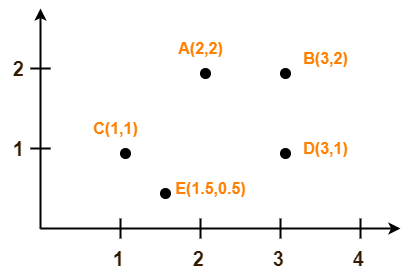 A(2,2)
B(3,2)
2
C(1,1)
D(3,1)
1
E(1.5,0.5)
1 2 3 4